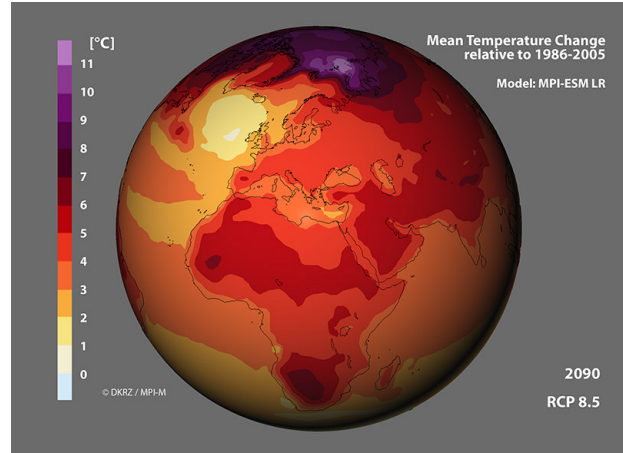 [°C]
11
10
9
8
7
6
5
4
3
2
1
0
Mean Temperature Change
relative to 1986-2005
Model: MPI-ESM LR
© DKRZ / MPI-M
2090
RCP 8.5